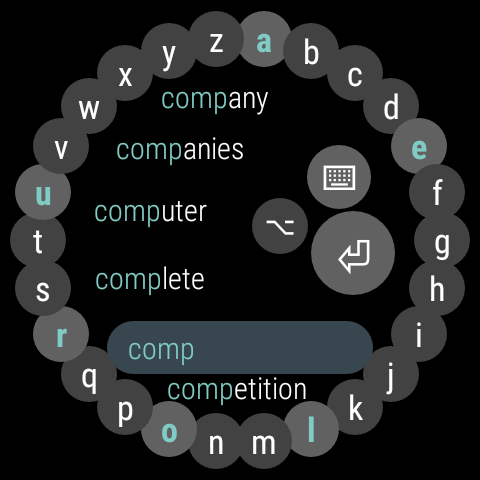 a
b
c
d
e
f
g
h
i
j
k
l
m
n
o
p
q
r
s
t
u
v
w
x
y
z
company
companies
computer
complete
comp
competition